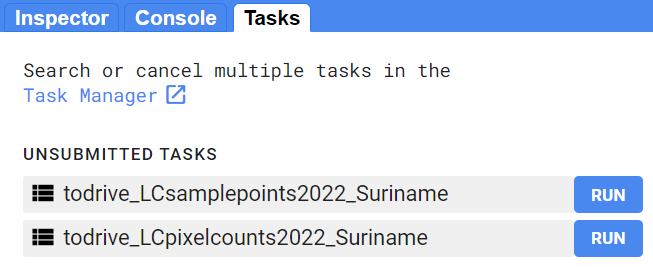 Inspector Console Tasks
Search or cancel multiple tasks in the
Task Manager
UNSUBMITTED TASKS
todrive_LCsamplepoints2022_Suriname RUN
todrive_LCpixelcounts2022_Suriname RUN